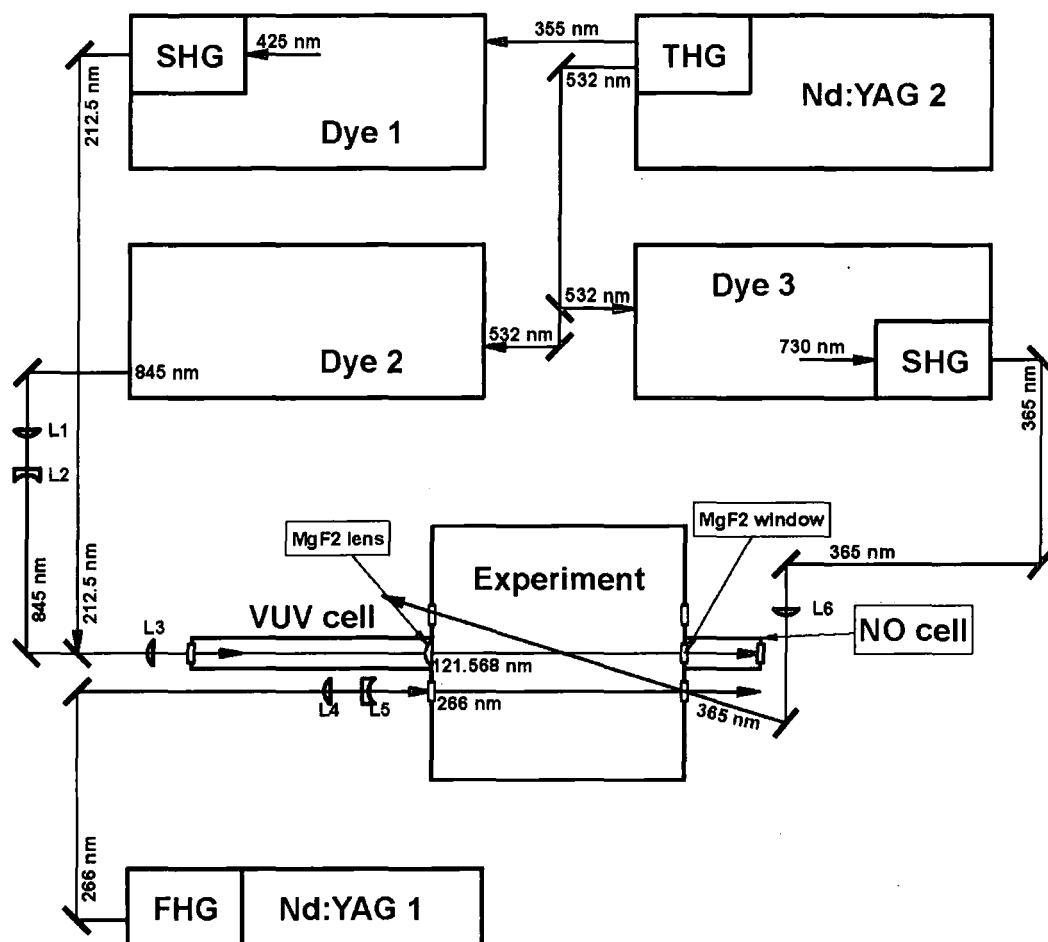 SHG
425 nm
355 nm
THG
532 nm
Nd:YAG 2
212.5 nm
Dye 1
Dye 3
532 nm
532 nm
Dye 2
730 nm
SHG
845 nm
365 nm
L1
L2
MgF2 lens
MgF2 window
365 nm
Experiment
845 nm
212.5 nm
VUV cell
L6
NO cell
L3
121.568 nm
L4
L5
266 nm
365 nm
266 nm
FHG
Nd:YAG 1